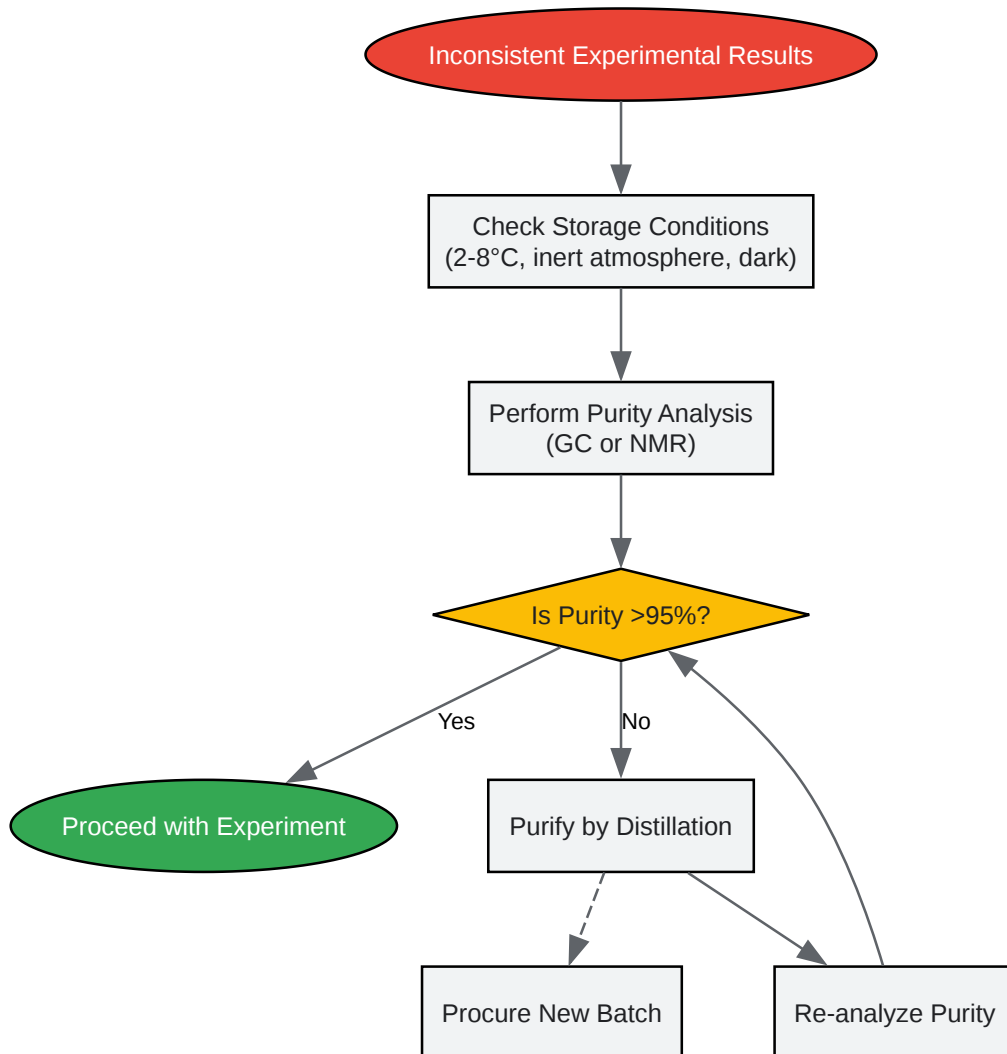 Inconsistent Experimental Results
Check Storage Conditions
(2-8°C, inert atmosphere, dark)
Perform Purity Analysis
(GC or NMR)
Is Purity >95%?
Yes
No
Proceed with Experiment
Purify by Distillation
Procure New Batch
Re-analyze Purity